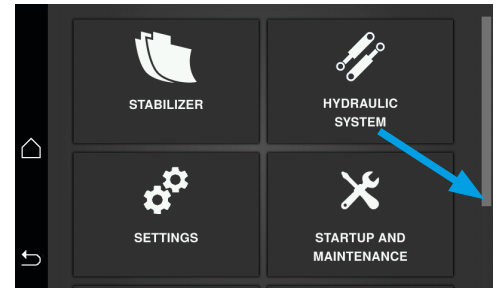 STABILIZER
HYDRAULIC
SYSTEM
SETTINGS
STARTUP AND
MAINTENANCE